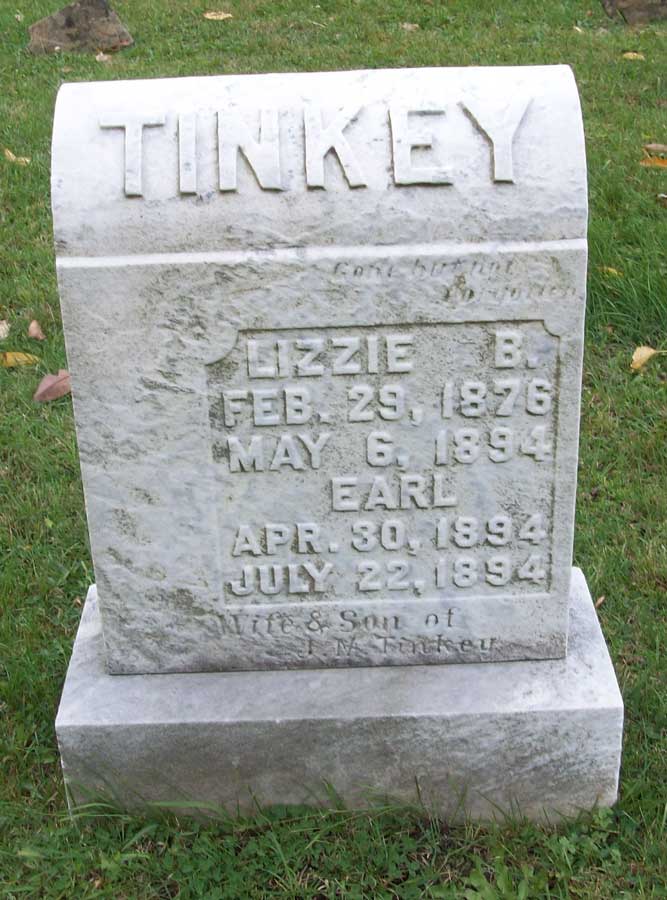 TINKEY
Gone but not
Forgotten
LIZZIE B.
FEB. 29, 1876
MAY 6, 1894
EARL
APR. 30, 1894
JULY 22, 1894
Wife & Son of
J. M. Tinkey